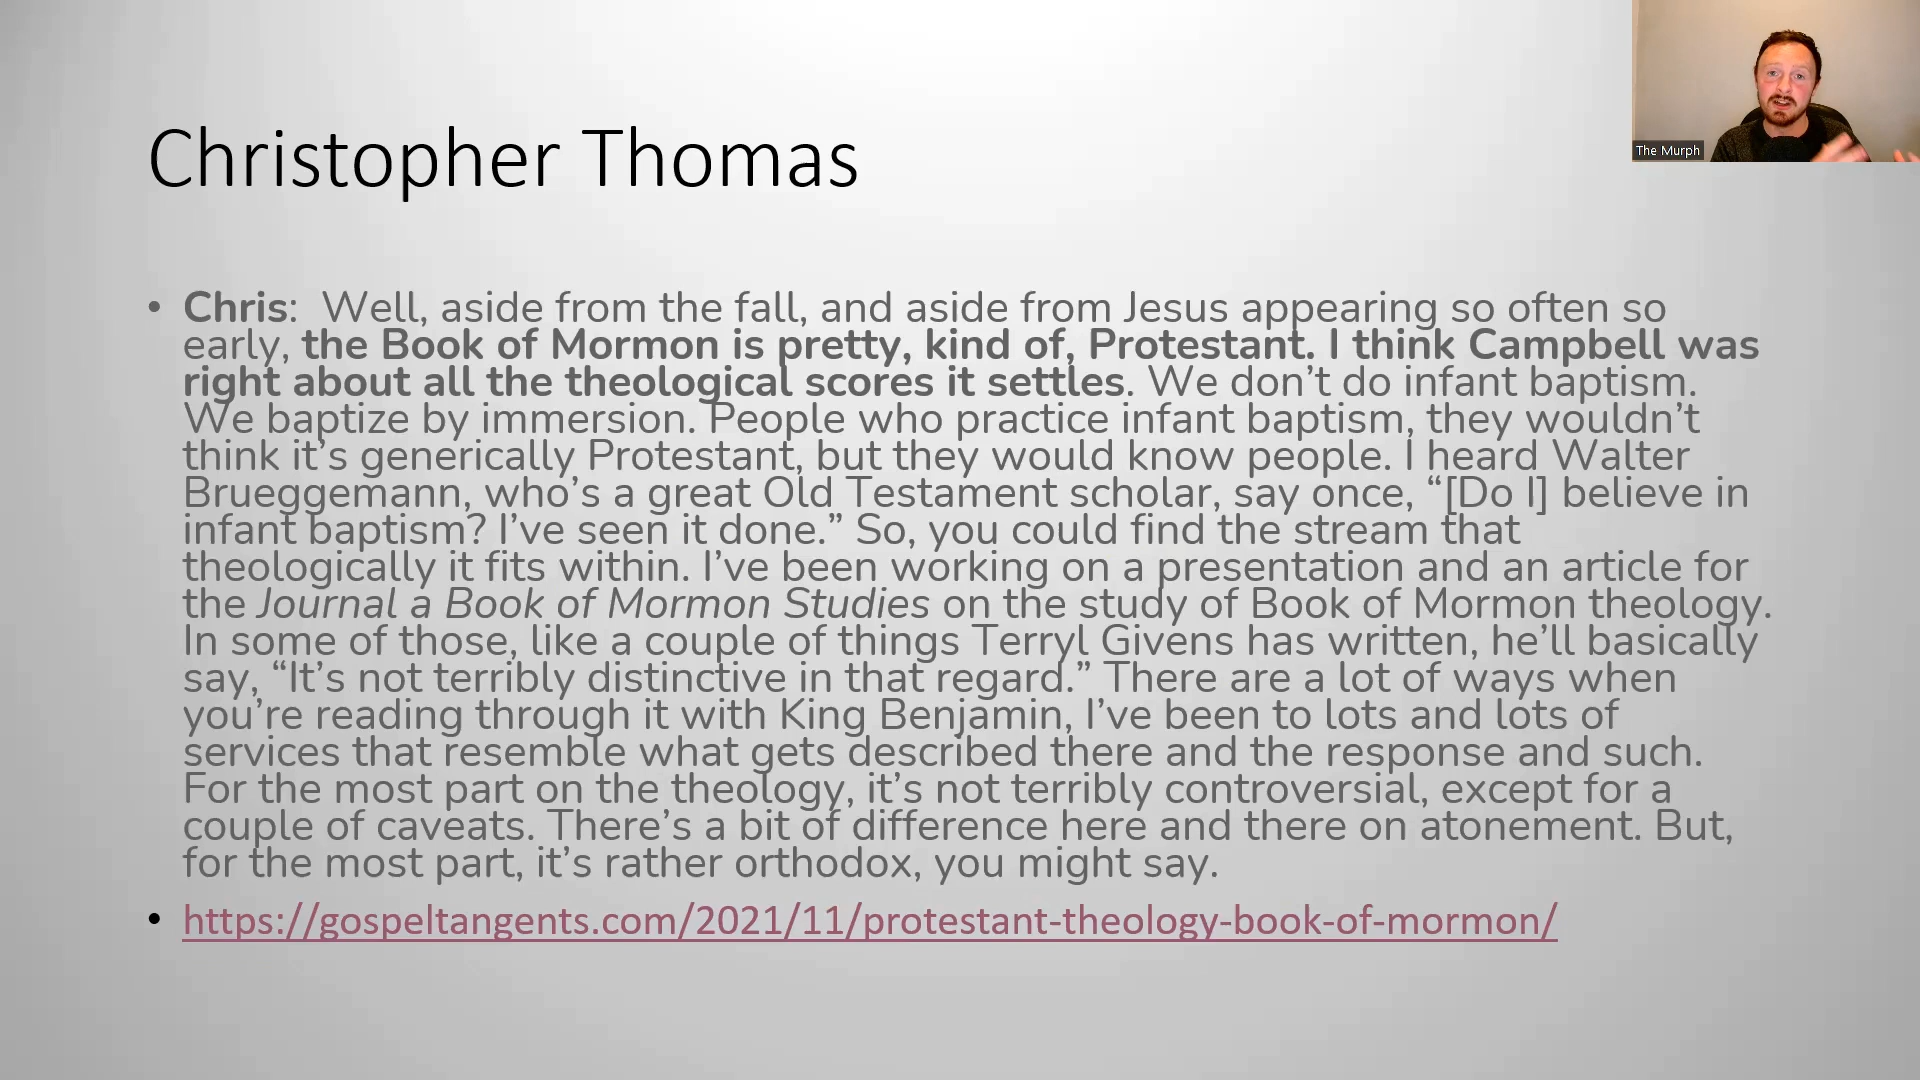 The Murph
Christopher Thomas
• Chris:  Well, aside from the fall, and aside from Jesus appearing so often so
early, the Book of Mormon is pretty, kind of, Protestant. I think Campbell was
right about all the theological scores it settles. We don’t do infant baptism.
We baptize by immersion. People who practice infant baptism, they wouldn’t
think it’s generically Protestant, but they would know people. I heard Walter
Brueggemann, who’s a great Old Testament scholar, say once, “[Do I] believe in
infant baptism? I’ve seen it done.” So, you could find the stream that
theologically it fits within. I’ve been working on a presentation and an article for
the Journal a Book of Mormon Studies on the study of Book of Mormon theology.
In some of those, like a couple of things Terryl Givens has written, he’ll basically
say, “It’s not terribly distinctive in that regard.” There are a lot of ways when
you’re reading through it with King Benjamin, I’ve been to lots and lots of
services that resemble what gets described there and the response and such.
For the most part on the theology, it’s not terribly controversial, except for a
couple of caveats. There’s a bit of difference here and there on atonement. But,
for the most part, it’s rather orthodox, you might say.
• https://gospeltangents.com/2021/11/protestant-theology-book-of-mormon/